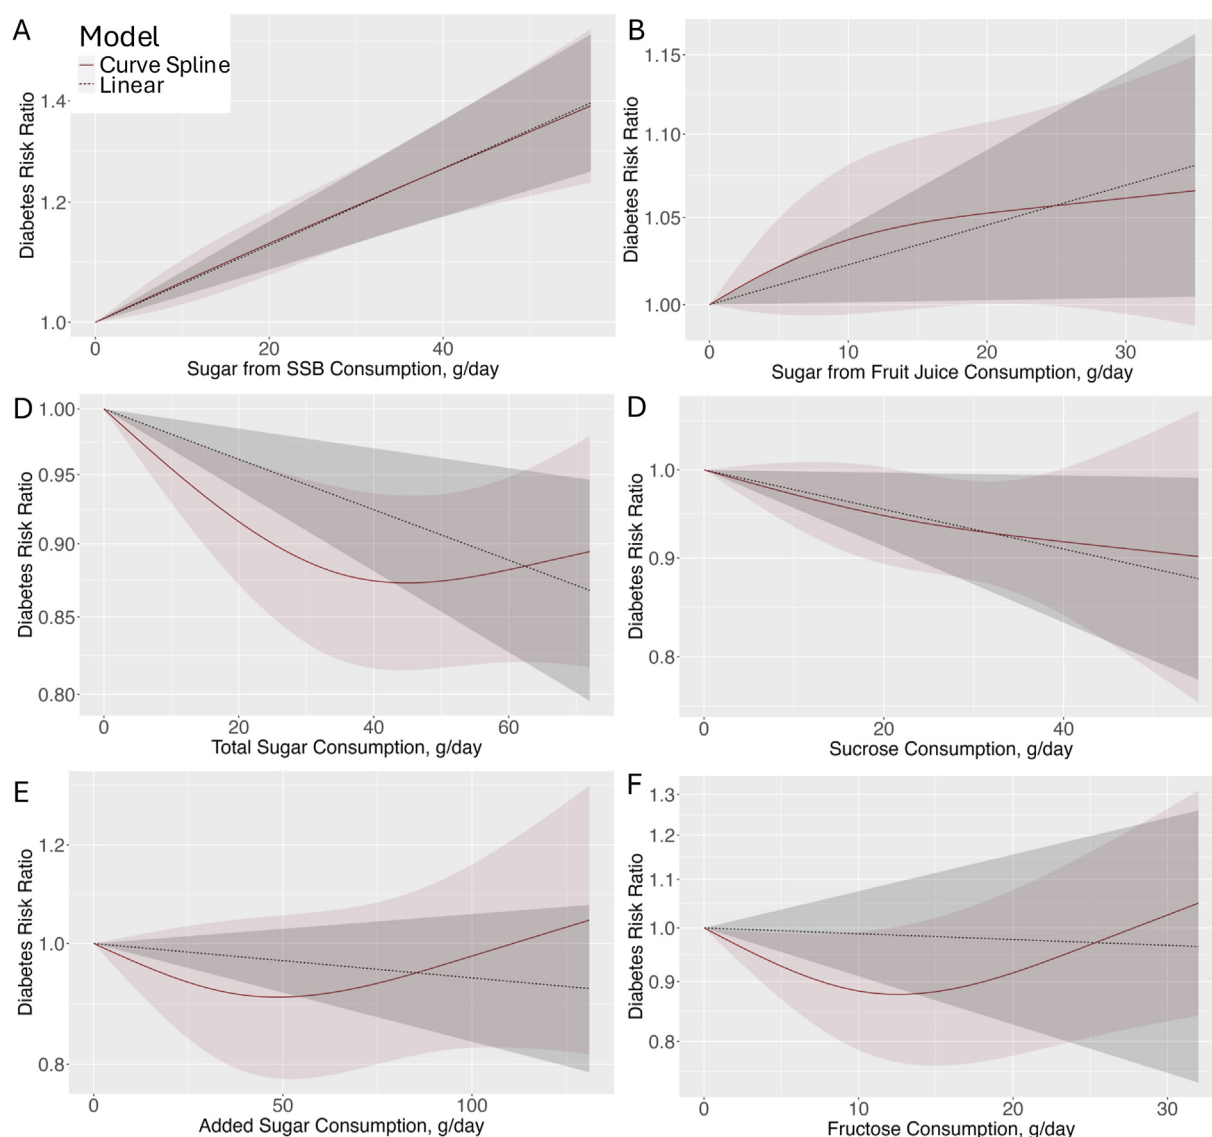 A
Model
Curve Spline
Linear
Diabetes Risk Ratio
1.4
1.2
1.0
0
20
40
Sugar from SSB Consumption, g/day
B
Diabetes Risk Ratio
1.15
1.10
1.05
1.00
0
10
20
30
Sugar from Fruit Juice Consumption, g/day
D
Diabetes Risk Ratio
1.00
0.95
0.90
0.85
0.80
0
20
40
60
Total Sugar Consumption, g/day
D
Diabetes Risk Ratio
1.0
0.9
0.8
0
20
40
Sucrose Consumption, g/day
E
Diabetes Risk Ratio
1.2
1.0
0.8
0
50
100
Added Sugar Consumption, g/day
F
Diabetes Risk Ratio
1.3
1.2
1.1
1.0
0.9
0.8
0
10
20
30
Fructose Consumption, g/day